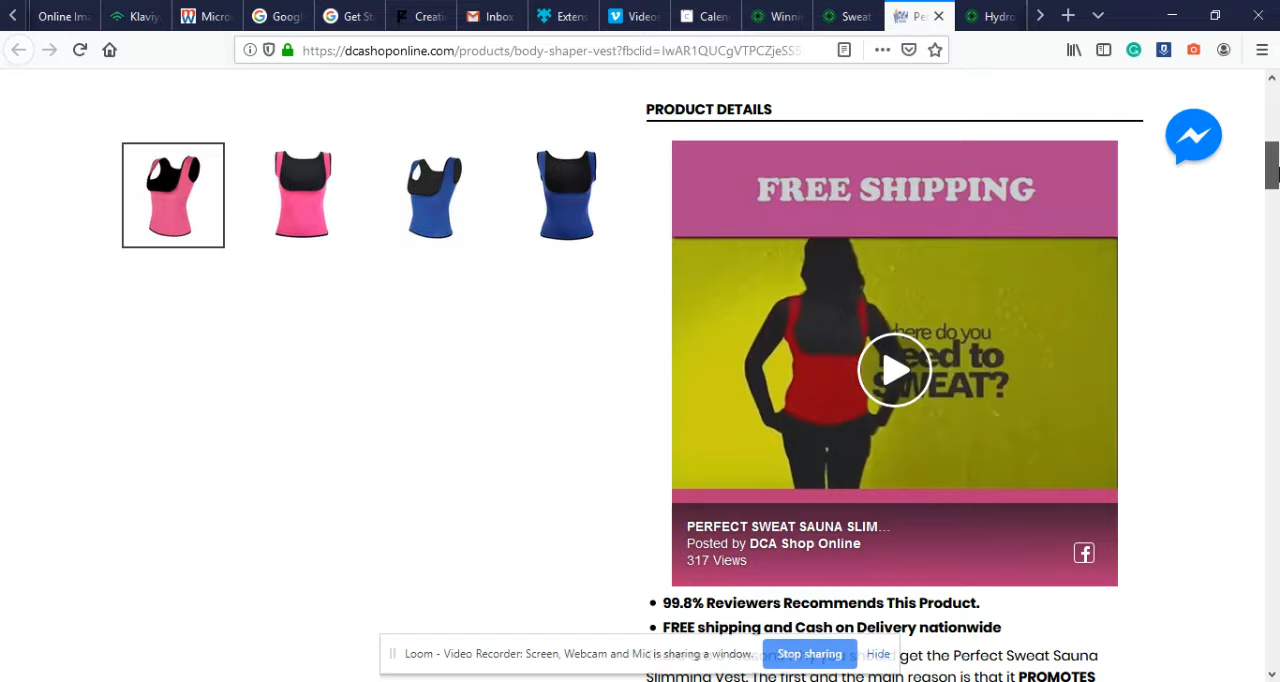 Online Ima
Klaviy
Micro
Goog
Get St
Creati
Inbox
Extens
Video
Calen
Winni
Sweat
Pe
Hydro
https://dcashoponline.com/products/body-shaper-vest?fbclid=IwAR1QUCgVTPCZjeSS5
PRODUCT DETAILS
FREE SHIPPING
here do you
need to
SWEAT?
PERFECT SWEAT SAUNA SLIM...
Posted by DCA Shop Online
317 Views
• 99.8% Reviewers Recommends This Product.
• FREE shipping and Cash on Delivery nationwide
Loom - Video Recorder: Screen, Webcam and Mic is sharing a window.
Stop sharing
Hide
get the Perfect Sweat Sauna
Slimming Vest. The first and the main reason is that it PROMOTES